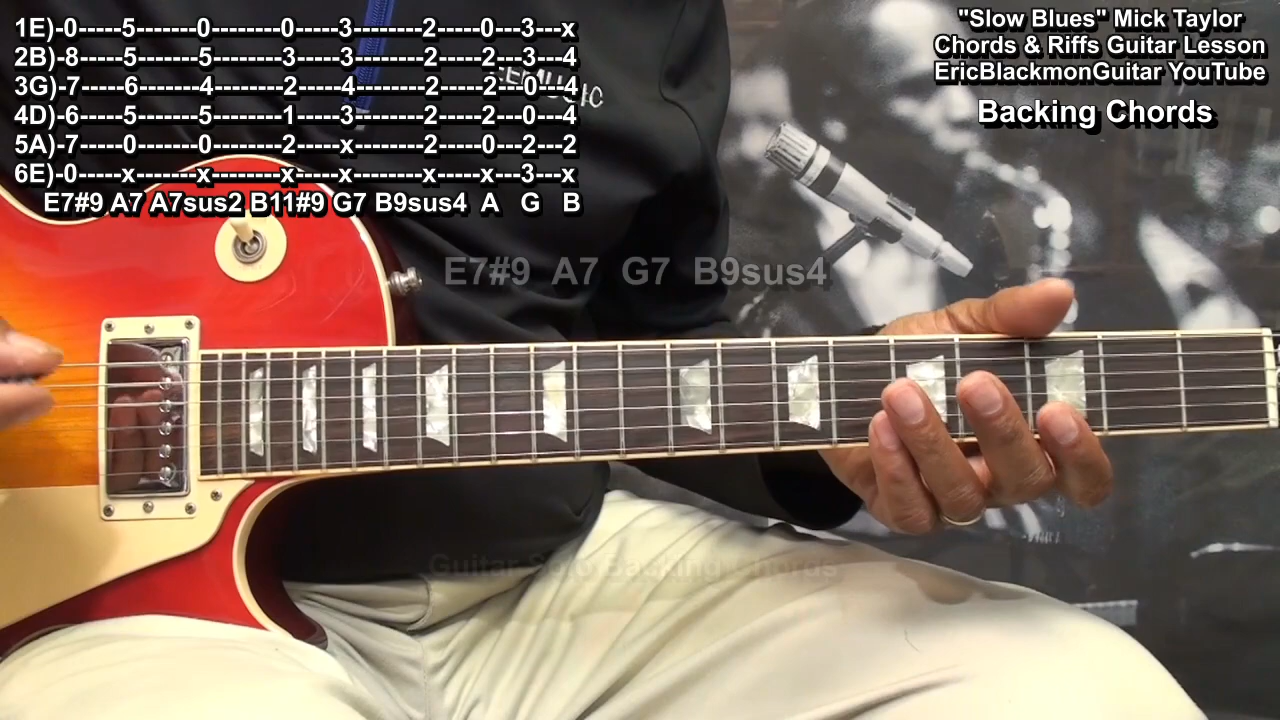 1E)-0-----5-------0--------0-----3--------2-----0---3---x
2B)-8-----5-------5--------3-----3--------2-----2---3---4
3G)-7-----6-------4--------2-----4--------2-----2---0---4
4D)-6-----5-------5--------1-----3--------2-----2---0---4
5A)-7-----0-------0--------2-----x--------2-----0---2---2
6E)-0-----x-------x--------x-----x--------x-----x---3---x
E7#9 A7 A7sus2 B11#9 G7 B9sus4 A G B
"Slow Blues" Mick Taylor
Chords & Riffs Guitar Lesson
EricBlackmonGuitar YouTube
Backing Chords
E7#9 A7 G7 B9sus4
Guitar Solo Backing Chords